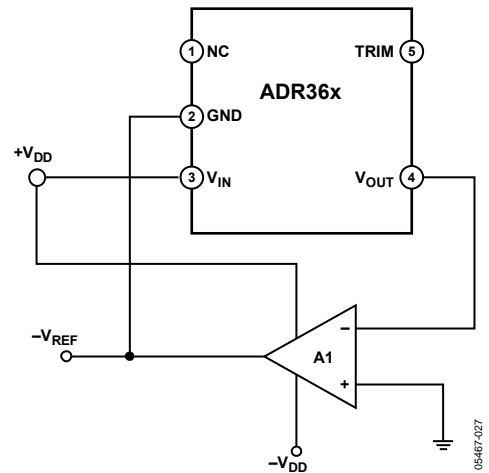 1 NC
TRIM 5
ADR36x
2 GND
+VDD
3 VIN
VOUT 4
–VREF
A1
–
+
–VDD
05467-027